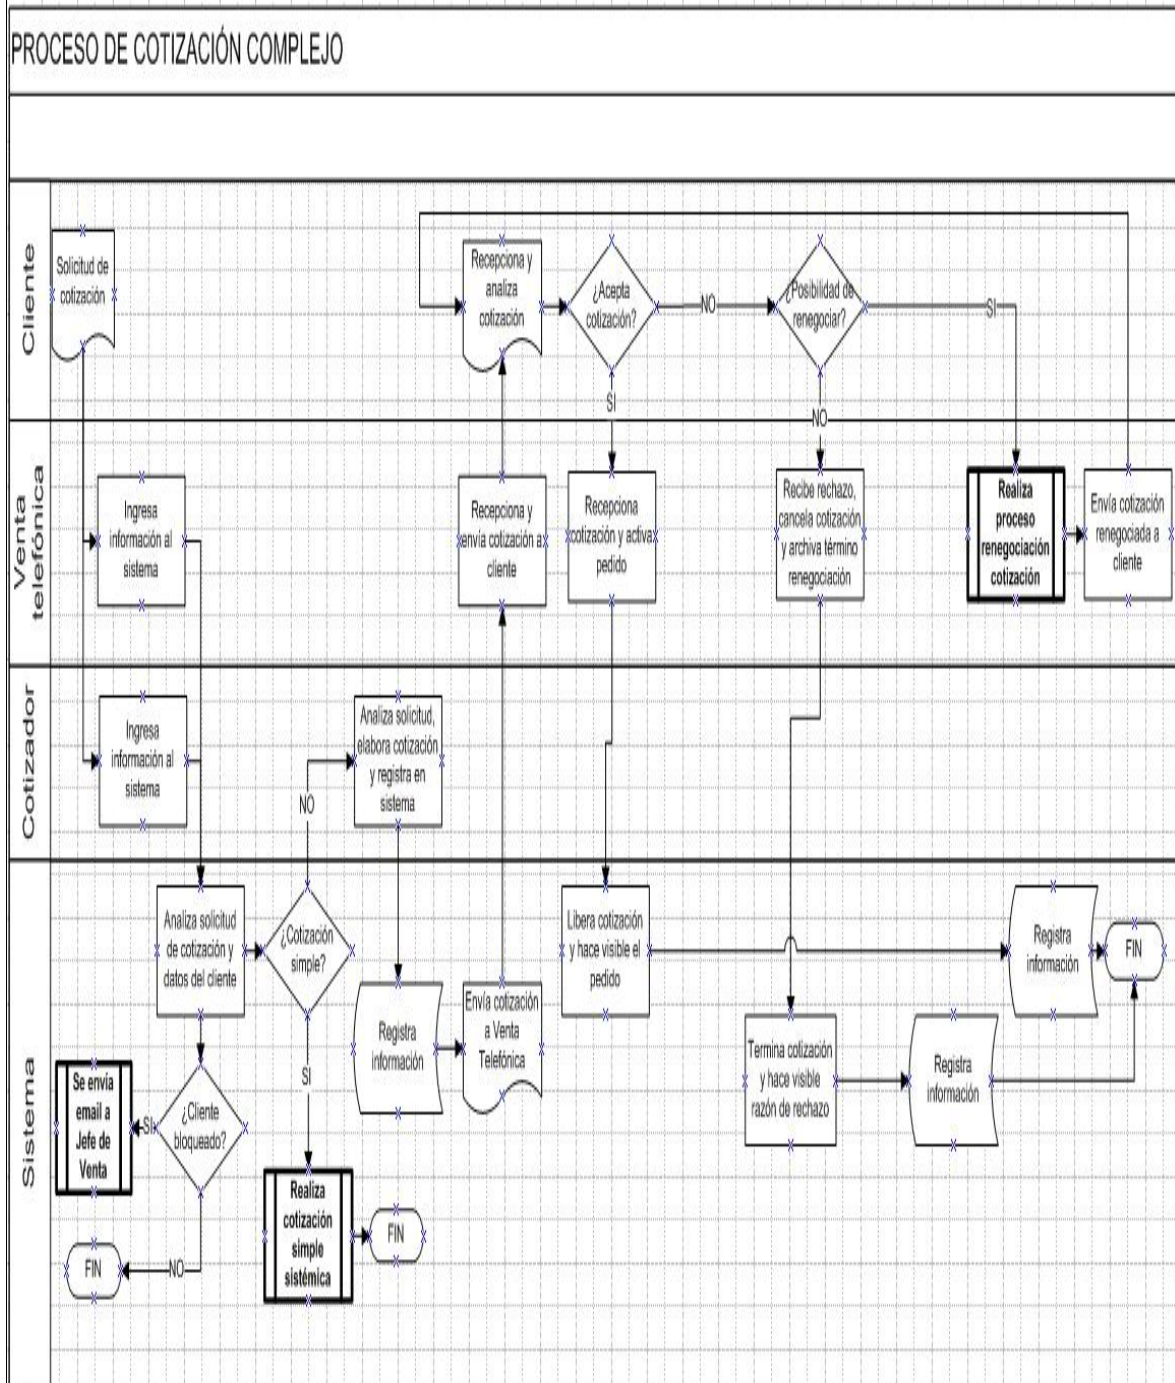 PROCESO DE COTIZACIÓN COMPLEJO
Cliente
Solicitud de
cotización
Recepciona y
analiza
cotización
¿Acepta
cotización?
NO
¿Posibilidad de
renegociar?
SI
SI
NO
Venta
telefónica
Ingresa
información al
sistema
Recepciona y
envia cotización a
cliente
Recepciona
cotización y activa
pedido
Recibe rechazo,
cancela cotización
y archiva término
renegociación
Realiza
proceso
renegociación
cotización
Envía cotización
renegociada a
cliente
Cotizador
Ingresa
información al
sistema
Analiza solicitud,
elabora cotización
y registra en
sistema
NO
Sistema
Analiza solicitud
de cotización y
datos del cliente
¿Cotización
simple?
Libera cotización
y hace visible el
pedido
Registra
información
FIN
Registra
información
Envía cotización
a Venta
Telefónica
Termina cotización
y hace visible
razón de rechazo
Registra
información
SI
Se envia
email a
Jefe de
Venta
SI
¿Cliente
bloqueado?
Realiza
cotización
simple
sistémica
FIN
FIN
NO